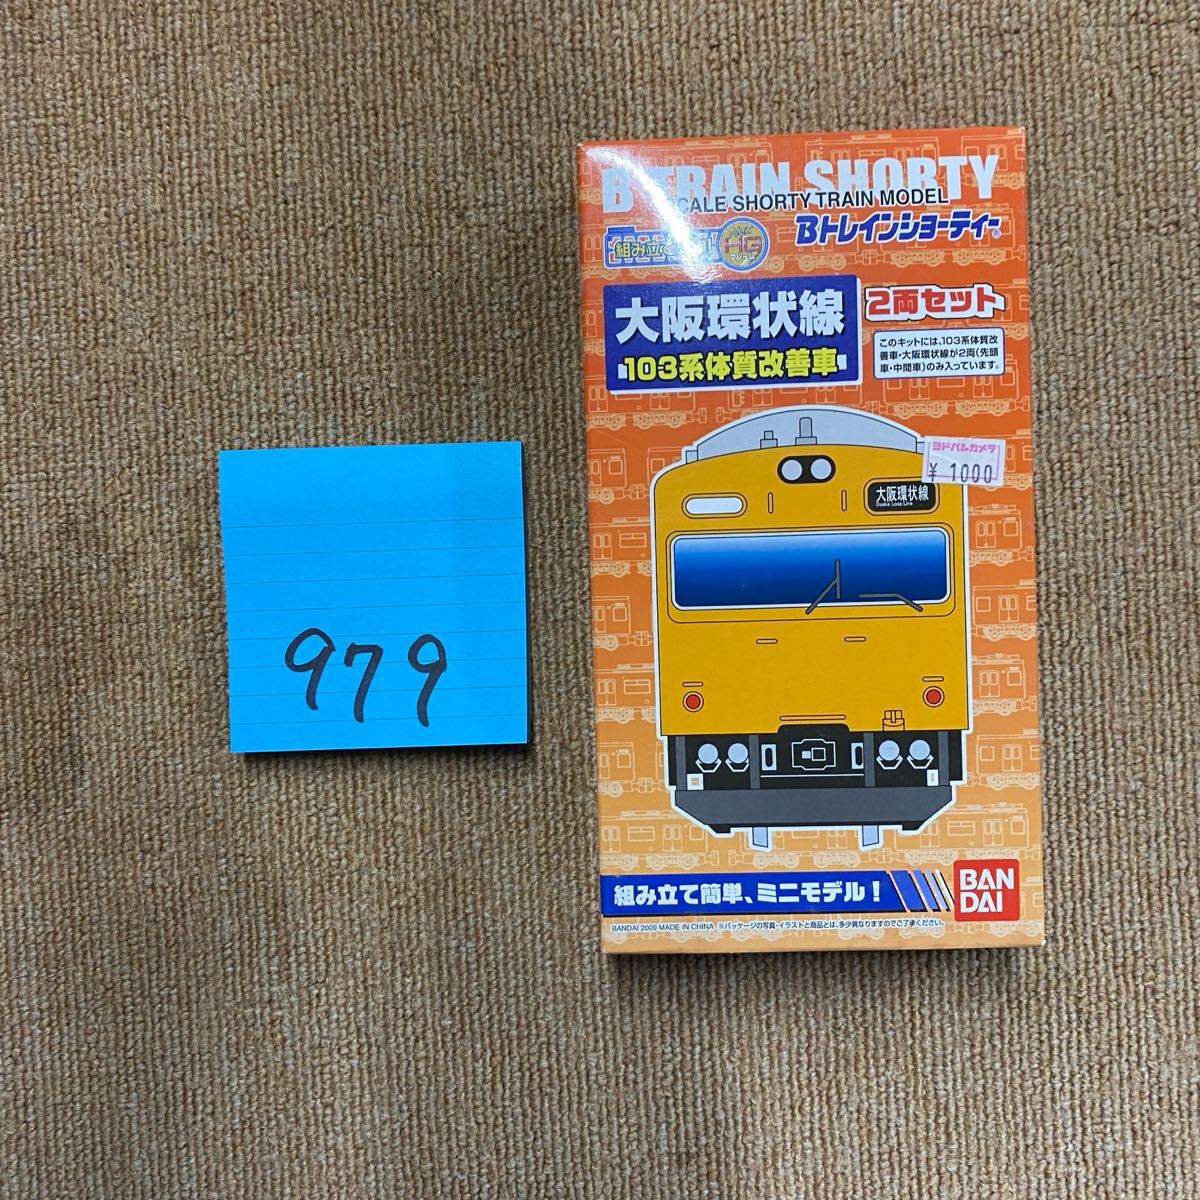 979
B TRAIN SHORTY
SCALE SHORTY TRAIN MODEL
Bトレインショーティー®
組み立て
HG
フレーム
大阪環状線
103系体質改善車
2両セット
このキットには、103系体質改
善車・大阪環状線が2両(先頭
車・中間車)のみ入っています。
ヨドバシカメラ
¥ 1000
大阪環状線
Osaka Loop Line
組み立て簡単、ミニモデル!
BAN
DAI
BANDAI 2009 MADE IN CHINA ※パッケージの写真・イラストと商品とは、多少異なりますのでご了承ください。